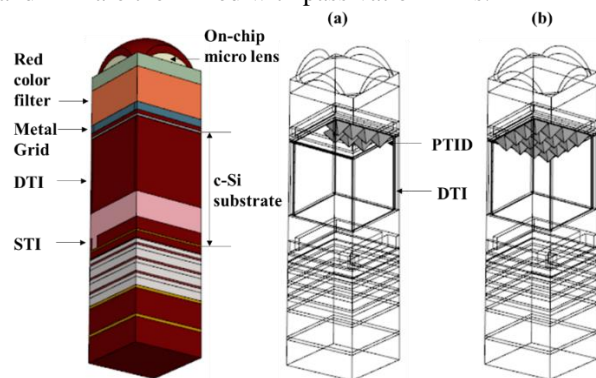 (a)
(b)
On-chip
micro lens
Red
color
filter
Metal
Grid
DTI
STI
c-Si
substrate
PTID
DTI